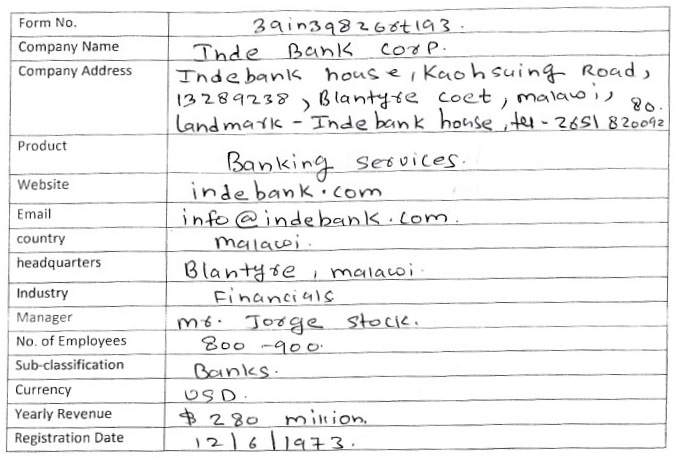 Form No. 39in39826rt193.
Company Name Inde Bank Corp.
Company Address Indebank house, Kaohsuing Road,
13289238, Blantyre coet, malawi,
80.
Landmark - Indebank house, tel - 2651 820092
Product Banking services.
Website indebank.com
Email info@indebank.com.
country malawi.
headquarters Blantyre, malawi.
Industry Financials
Manager mr. Jorge stock.
No. of Employees 800 - 900.
Sub-classification Banks.
Currency USD.
Yearly Revenue $ 280 million.
Registration Date 12/6/1973.